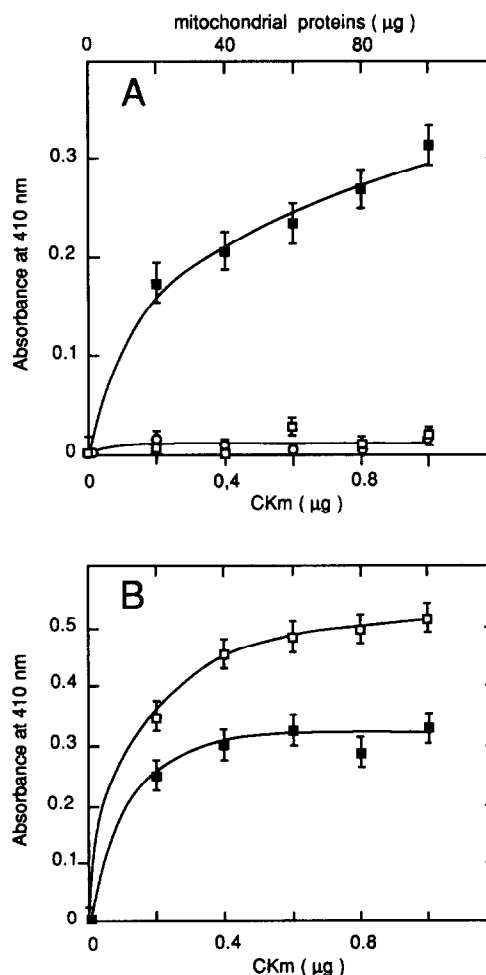 mitochondrial proteins ( µg )
0 40 80
A
0.3
0.2
0.1
0
Absorbance at 410 nm
0 0,4 0.8
CKm ( µg )
B
0.5
0.4
0.3
0.2
0.1
0
Absorbance at 410 nm
0 0.4 0.8
CKm ( µg )